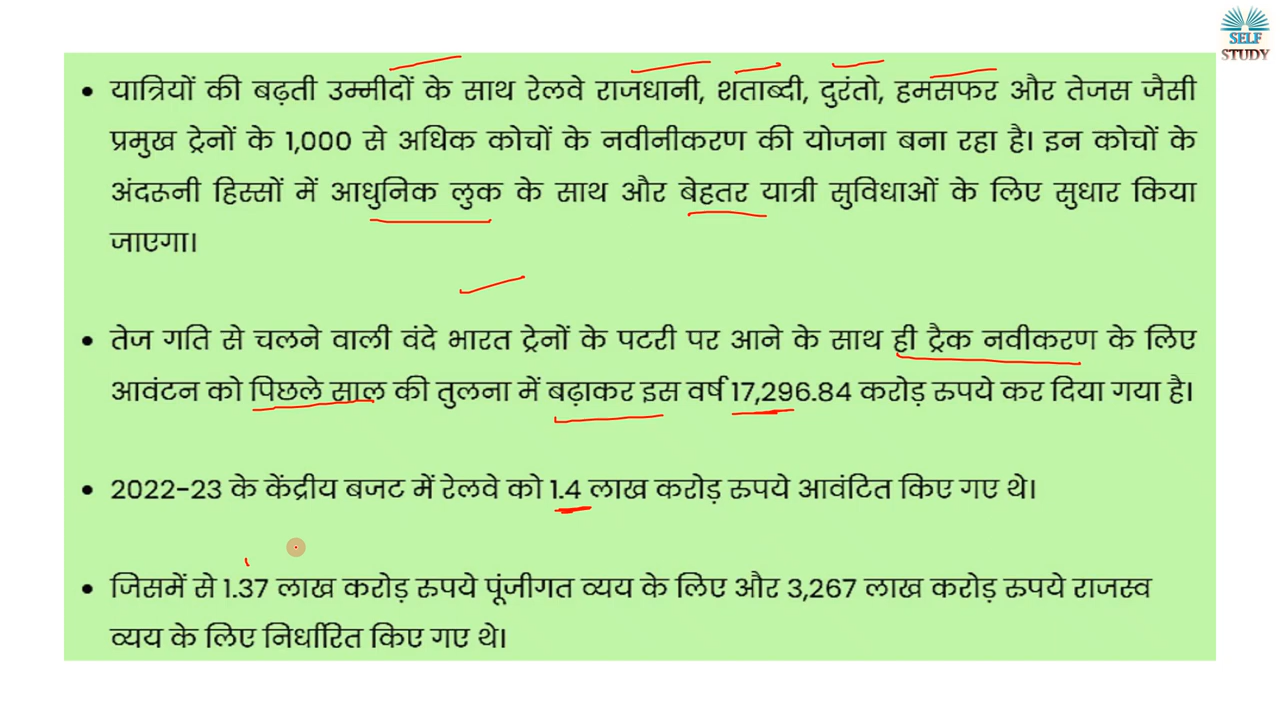 SELF
STUDY
• यात्रियों की बढ़ती उम्मीदों के साथ रेलवे राजधानी, शताब्दी, दुरंतो, हमसफर और तेजस जैसी
प्रमुख ट्रेनों के 1,000 से अधिक कोचों के नवीनीकरण की योजना बना रहा है। इन कोचों के
अंदरूनी हिस्सों में आधुनिक लुक के साथ और बेहतर यात्री सुविधाओं के लिए सुधार किया
जाएगा।
• तेज गति से चलने वाली वंदे भारत ट्रेनों के पटरी पर आने के साथ ही ट्रैक नवीकरण के लिए
आवंटन को पिछले साल की तुलना में बढ़ाकर इस वर्ष 17,296.84 करोड़ रुपये कर दिया गया है।
• 2022-23 के केंद्रीय बजट में रेलवे को 1.4 लाख करोड़ रुपये आवंटित किए गए थे।
• जिसमें से 1.37 लाख करोड़ रुपये पूंजीगत व्यय के लिए और 3,267 लाख करोड़ रुपये राजस्व
व्यय के लिए निर्धारित किए गए थे।